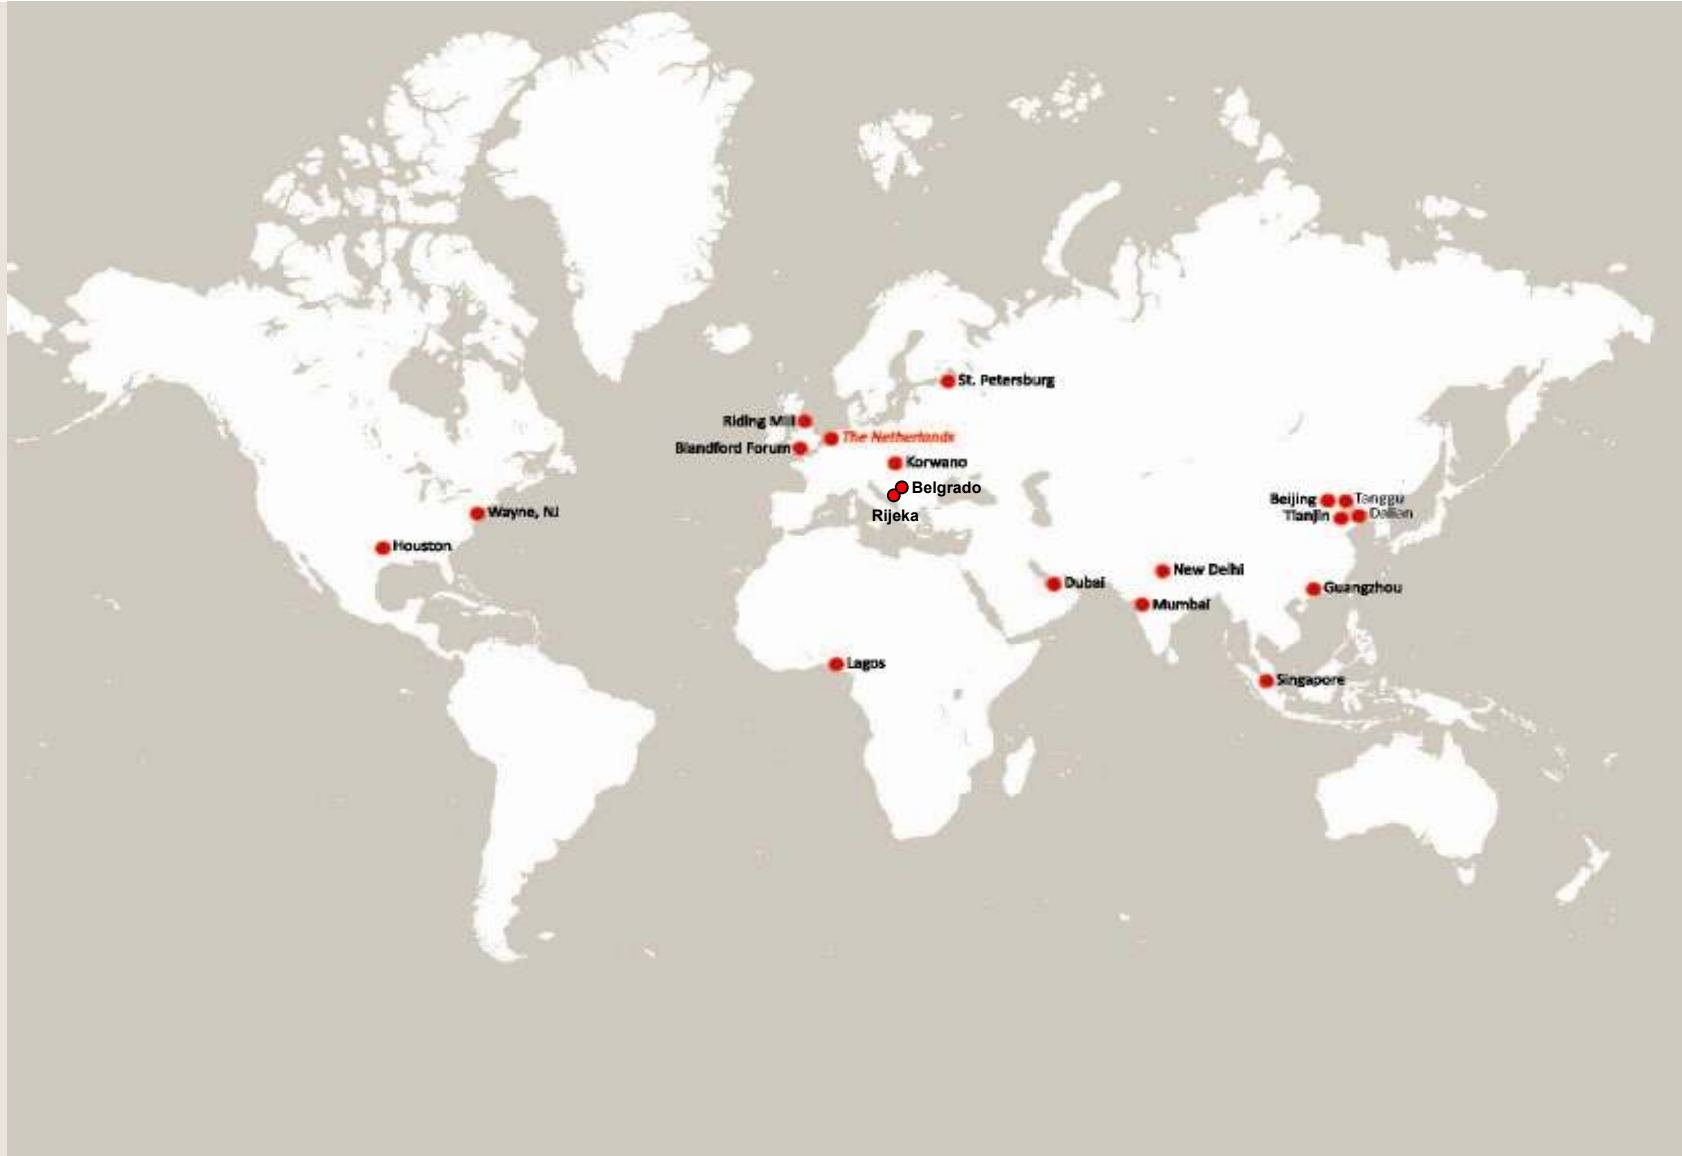 St. Petersburg
Riding Mill
The Netherlands
Blandford Forum
Korwano
Belgrado
Rijeka
Beijing
Tanggu
Tianjin
Dalian
Wayne, NJ
Houston
New Delhi
Dubai
Guangzhou
Mumbai
Lagos
Singapore